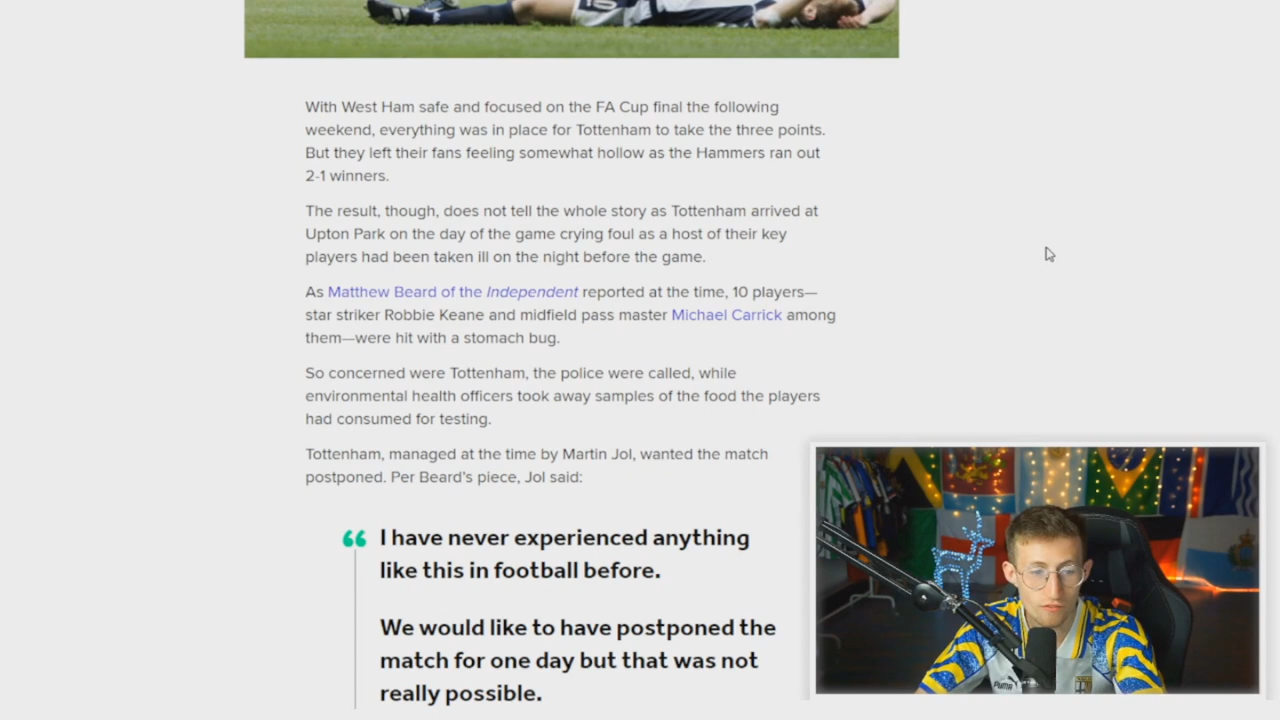 With West Ham safe and focused on the FA Cup final the following
weekend, everything was in place for Tottenham to take the three points.
But they left their fans feeling somewhat hollow as the Hammers ran out
2-1 winners.
The result, though, does not tell the whole story as Tottenham arrived at
Upton Park on the day of the game crying foul as a host of their key
players had been taken ill on the night before the game.
As Matthew Beard of the Independent reported at the time, 10 players—
star striker Robbie Keane and midfield pass master Michael Carrick among
them—were hit with a stomach bug.
So concerned were Tottenham, the police were called, while
environmental health officers took away samples of the food the players
had consumed for testing.
Tottenham, managed at the time by Martin Jol, wanted the match
postponed. Per Beard's piece, Jol said:
“ I have never experienced anything
like this in football before.
We would like to have postponed the
match for one day but that was not
really possible.
PUMA